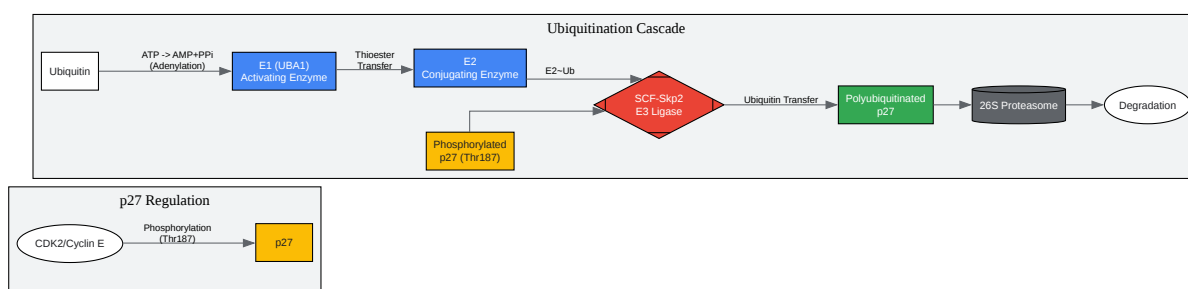 Ubiquitination Cascade
Ubiquitin
ATP -> AMP+PPi
(Adenylation)
E1 (UBA1)
Activating Enzyme
Thioester
Transfer
E2
Conjugating Enzyme
E2~Ub
Phosphorylated
p27 (Thr187)
SCF-Skp2
E3 Ligase
Ubiquitin Transfer
Polyubiquitinated
p27
26S Proteasome
Degradation
p27 Regulation
CDK2/Cyclin E
Phosphorylation
(Thr187)
p27